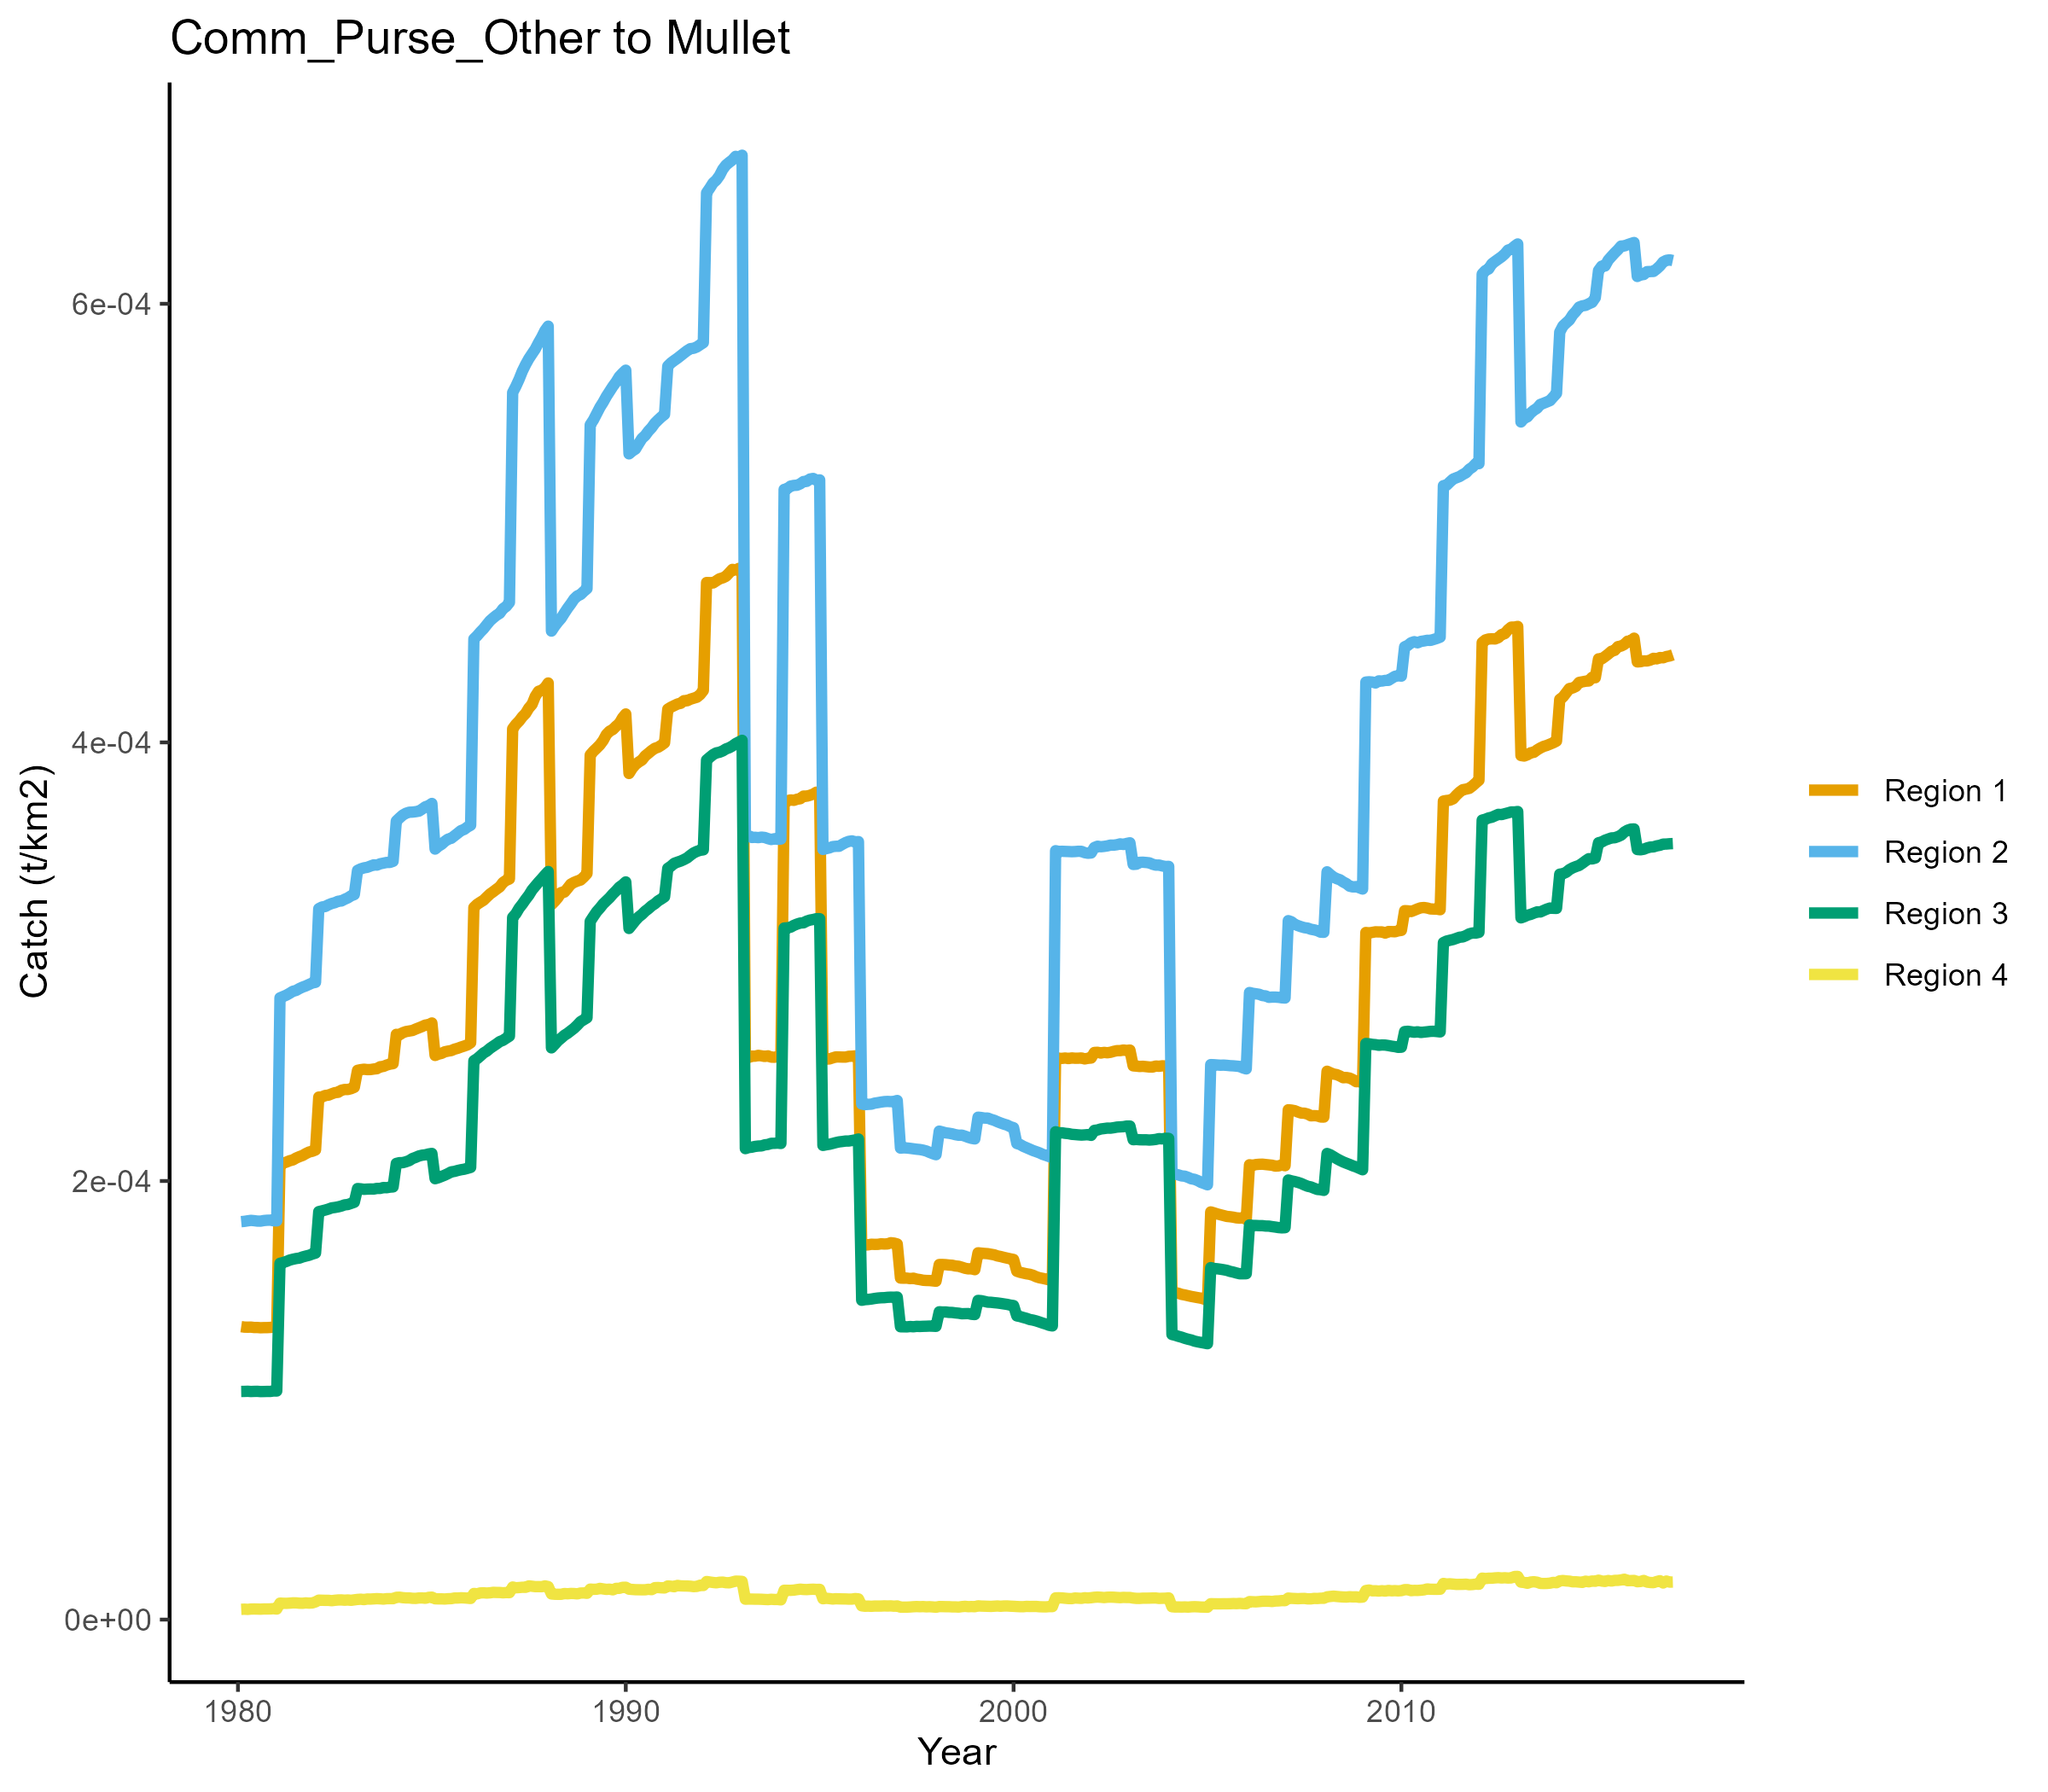 Comm_Purse_Other to Mullet
Catch (t/km2)
6e-04
4e-04
2e-04
0e+00
1980
1990
2000
2010
Year
Region 1
Region 2
Region 3
Region 4